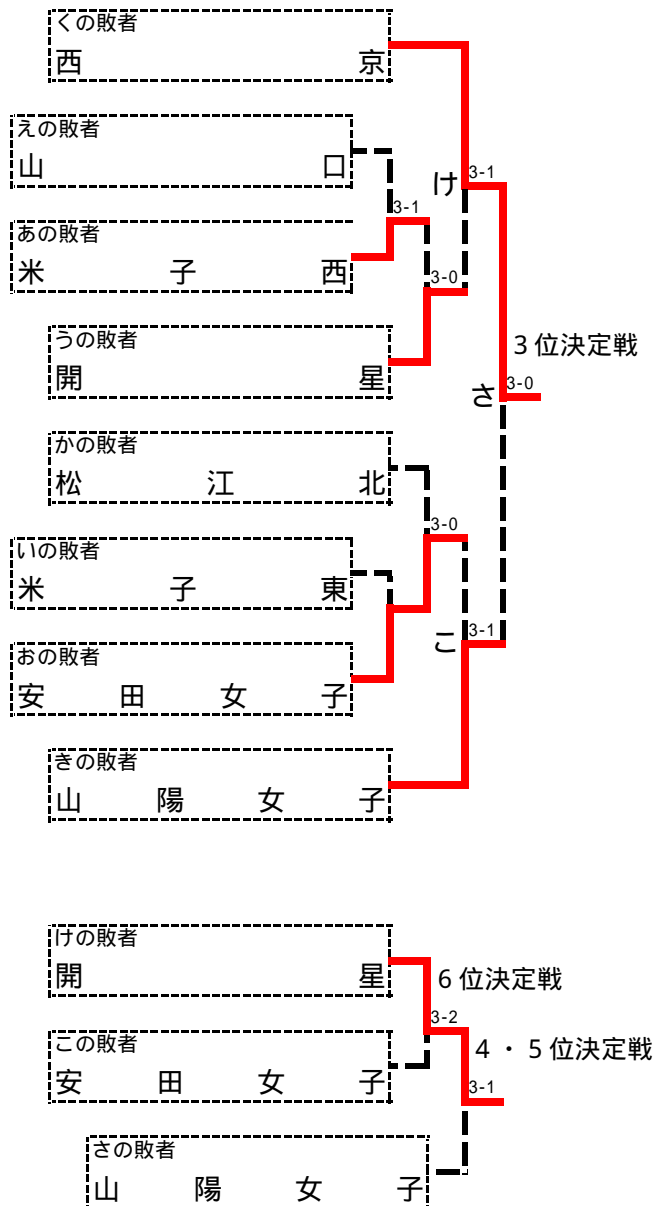 くの敗者
西京
えの敗者
山口
3-1
け
3-1
あの敗者
米子西
3-0
うの敗者
開星
3位決定戦
さ
3-0
かの敗者
松江北
3-0
いの敗者
米子東
こ
3-1
おの敗者
安田女子
きの敗者
山陽女子
けの敗者
開星
6位決定戦
3-2
この敗者
安田女子
4・5位決定戦
3-1
さの敗者
山陽女子